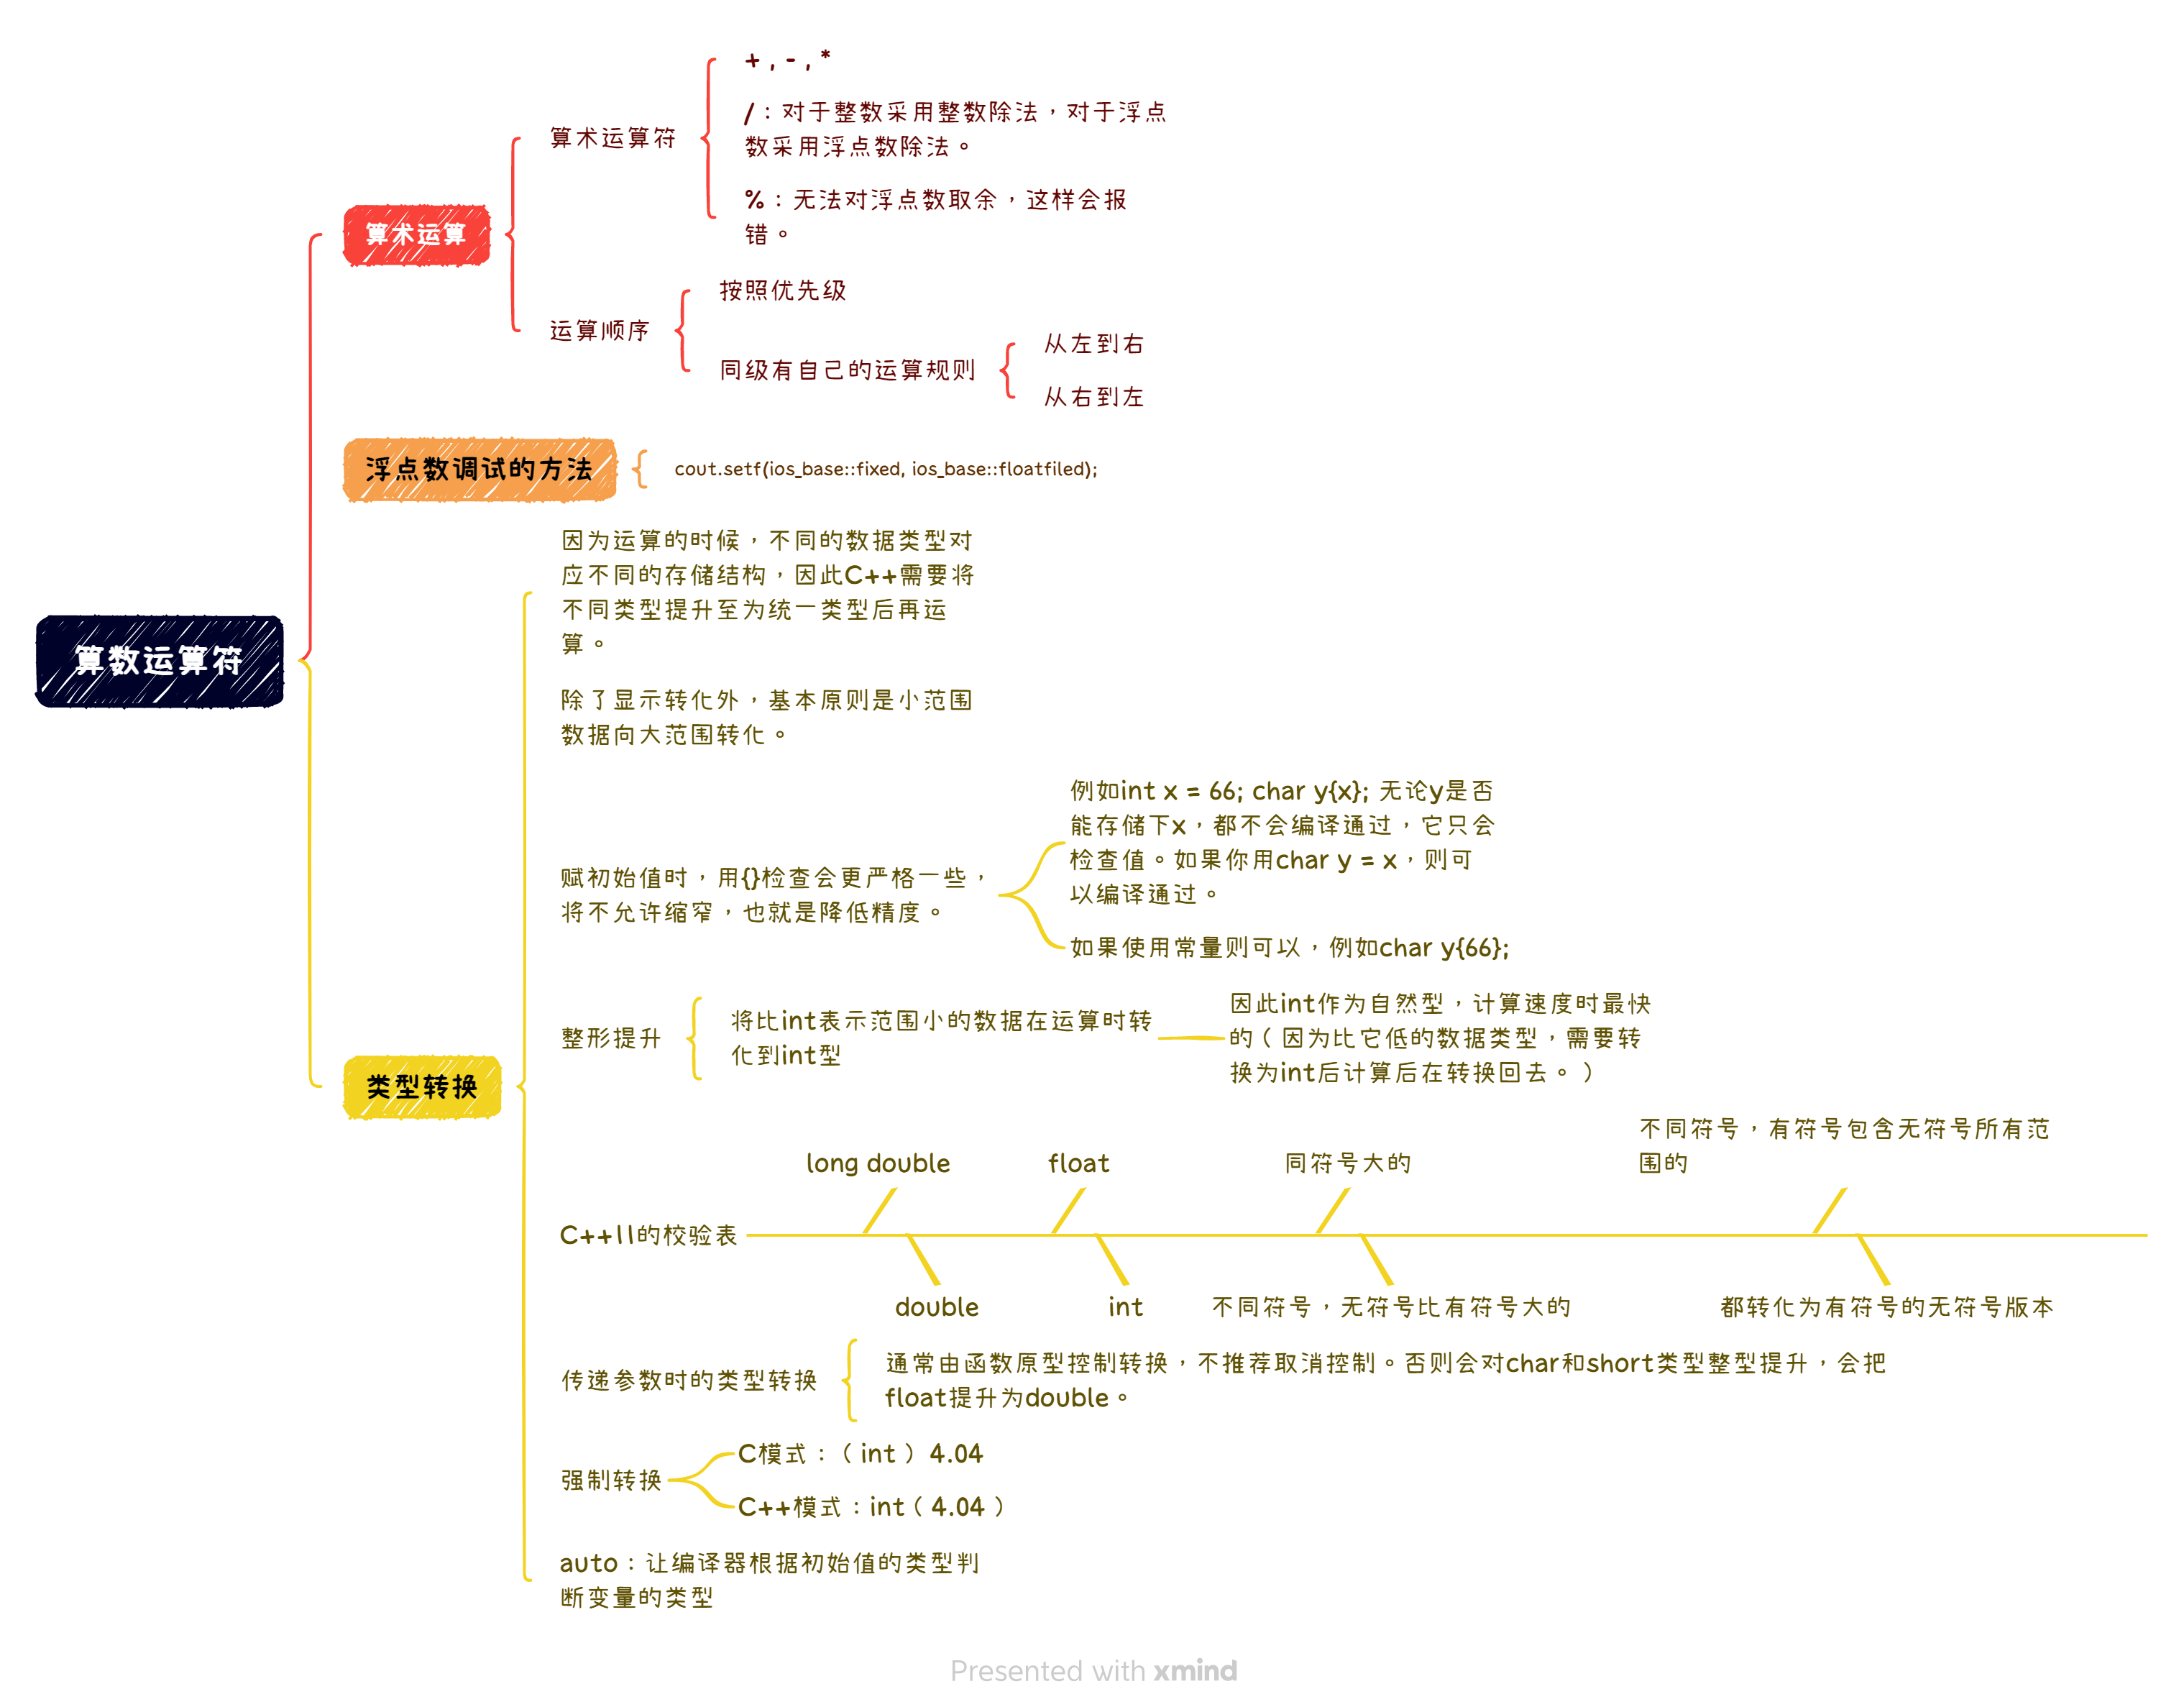 算数运算符
算术运算
算术运算符
+ , - , *
/：对于整数采用整数除法，对于浮点
数采用浮点数除法。
%：无法对浮点数取余，这样会报
错。
运算顺序
按照优先级
同级有自己的运算规则
从左到右
从右到左
浮点数调试的方法
cout.setf(ios_base::fixed, ios_base::floatfiled);
类型转换
因为运算的时候，不同的数据类型对
应不同的存储结构，因此C++需要将
不同类型提升至为统一类型后再运
算。
除了显示转化外，基本原则是小范围
数据向大范围转化。
赋初始值时，用{}检查会更严格一些，
将不允许缩窄，也就是降低精度。
例如int x = 66; char y{x}; 无论y是否
能存储下x，都不会编译通过，它只会
检查值。如果你用char y = x，则可
以编译通过。
如果使用常量则可以，例如char y{66};
整形提升
将比int表示范围小的数据在运算时转
化到int型
因此int作为自然型，计算速度时最快
的（因为比它低的数据类型，需要转
换为int后计算后在转换回去。）
C++11的校验表
long double
double
float
int
同符号大的
不同符号，无符号比有符号大的
不同符号，有符号包含无符号所有范
围的
都转化为有符号的无符号版本
传递参数时的类型转换
通常由函数原型控制转换，不推荐取消控制。否则会对char和short类型整型提升，会把
float提升为double。
强制转换
C模式：（int）4.04
C++模式：int（4.04）
auto：让编译器根据初始值的类型判
断变量的类型
Presented with xmind